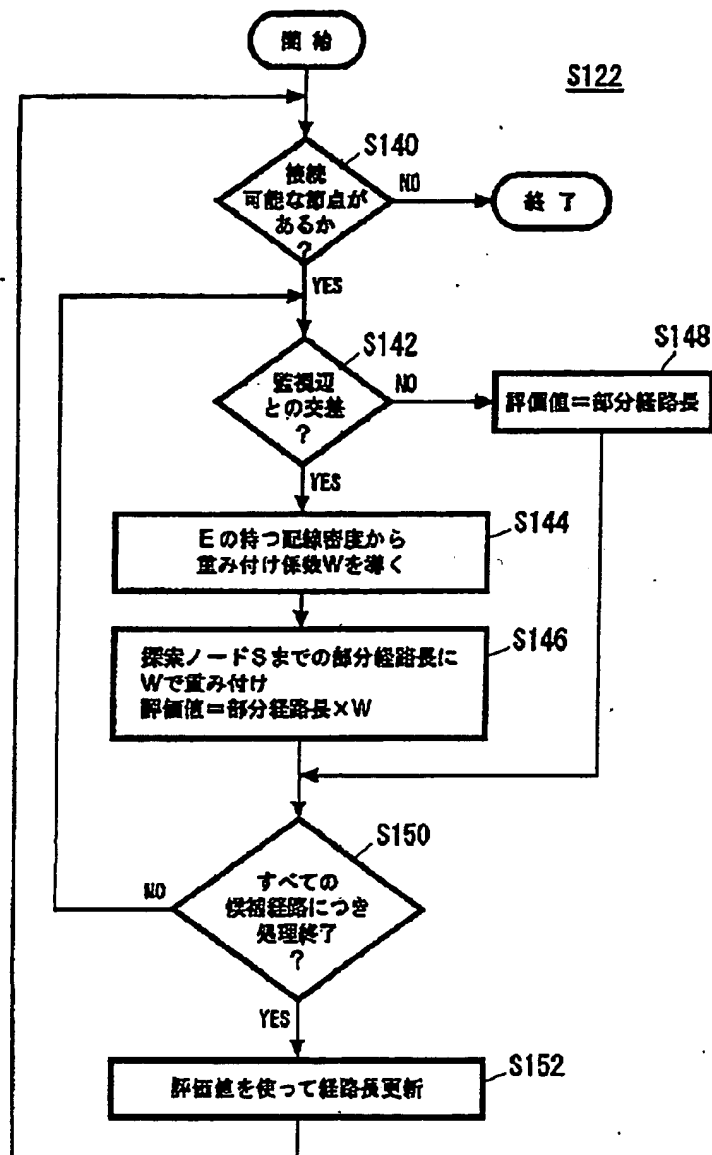 開始
S122
S140
接続
可能な節点が
あるか
?
NO
終了
YES
S142
監視辺
との交差
?
NO
S148
評価値=部分経路長
YES
S144
Eの持つ配線密度から
重み付け係数Wを導く
S146
探索ノードSまでの部分経路長に
Wで重み付け
評価値=部分経路長×W
S150
すべての
候補経路につき
処理終了
?
NO
YES
S152
評価値を使って経路長更新